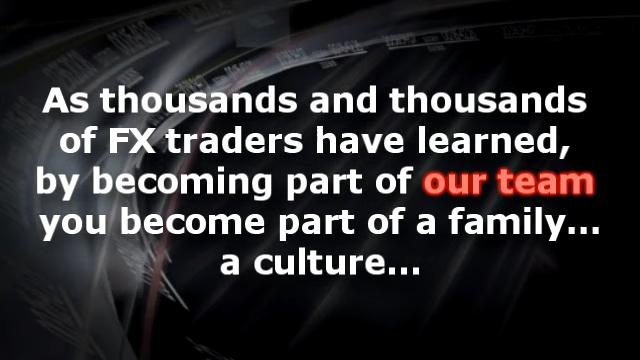 As thousands and thousands
of FX traders have learned,
by becoming part of our team
you become part of a family...
a culture...